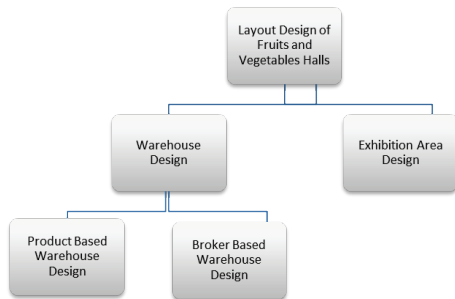 Layout Design of
Fruits and
Vegetables Halls
Warehouse
Design
Exhibition Area
Design
Product Based
Warehouse
Design
Broker Based
Warehouse
Design